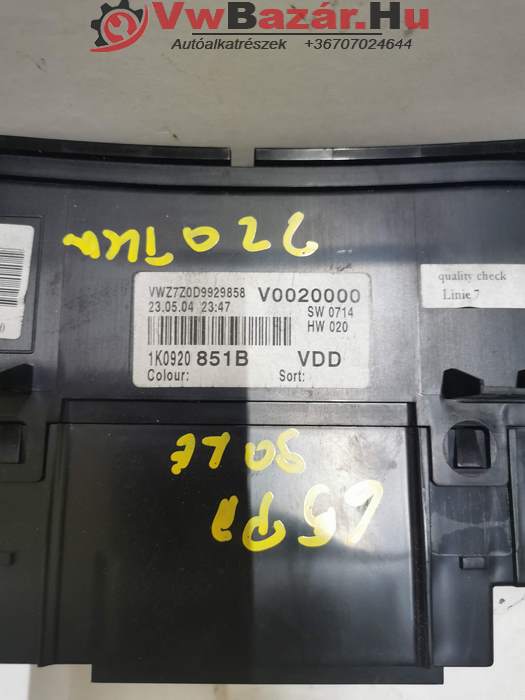 VwBazár.Hu
Autóalkatrészek +36707024644
quality check
Linie 7
VWZ7Z0D9929858 V0020000
23.05.04 23:47 SW 0714
HW 020
1K0920 851B VDD
Colour: Sort: